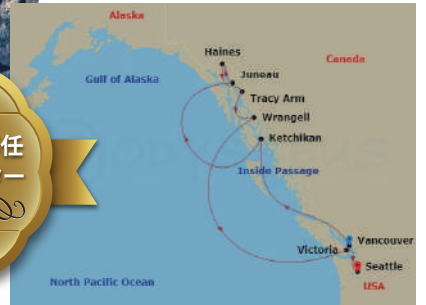 Alaska
Haines
Canada
Juneau
Gulf of Alaska
Tracy Arm
Wrangell
Ketchikan
任
ー
Inside Passage
Vancouver
Victoria
Seattle
North Pacific Ocean
USA